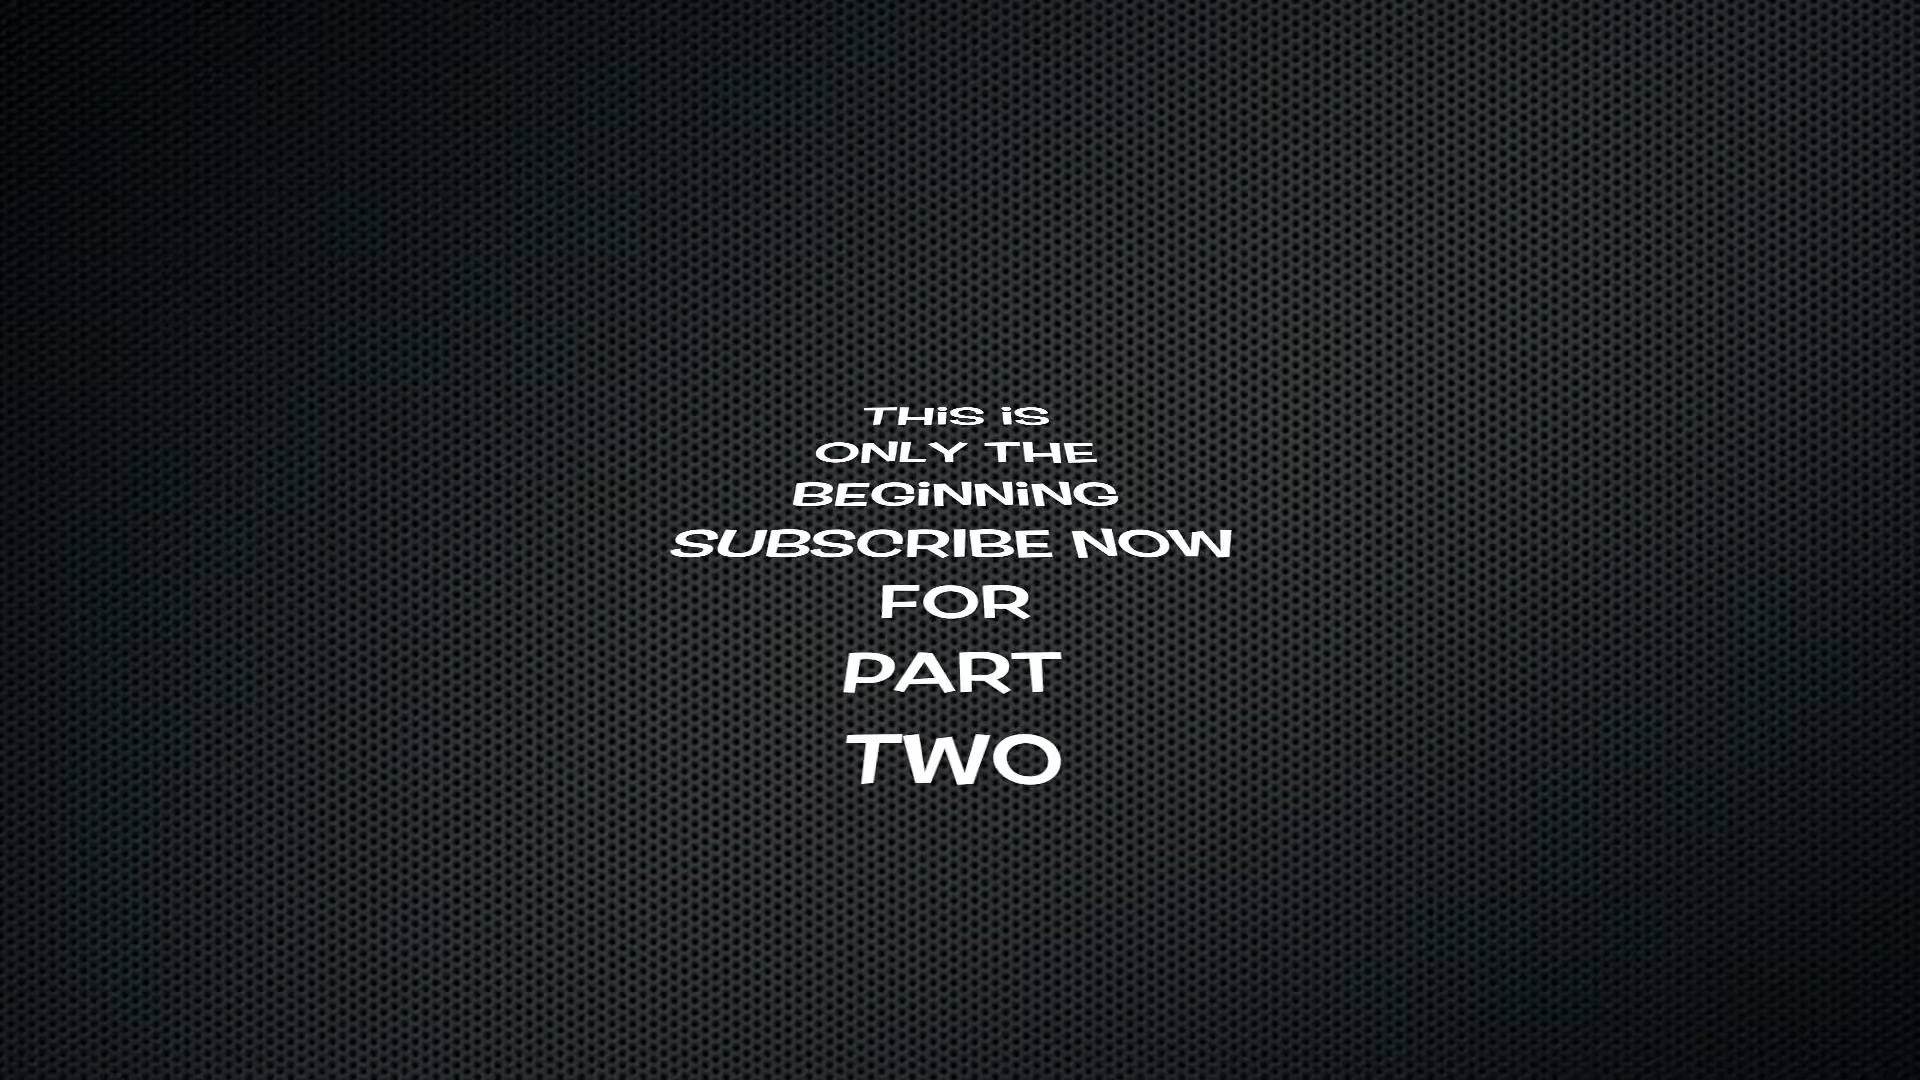 THiS iS
ONLY THE
BEGiNNiNG
SUBSCRIBE NOW
FOR
PART
TWO